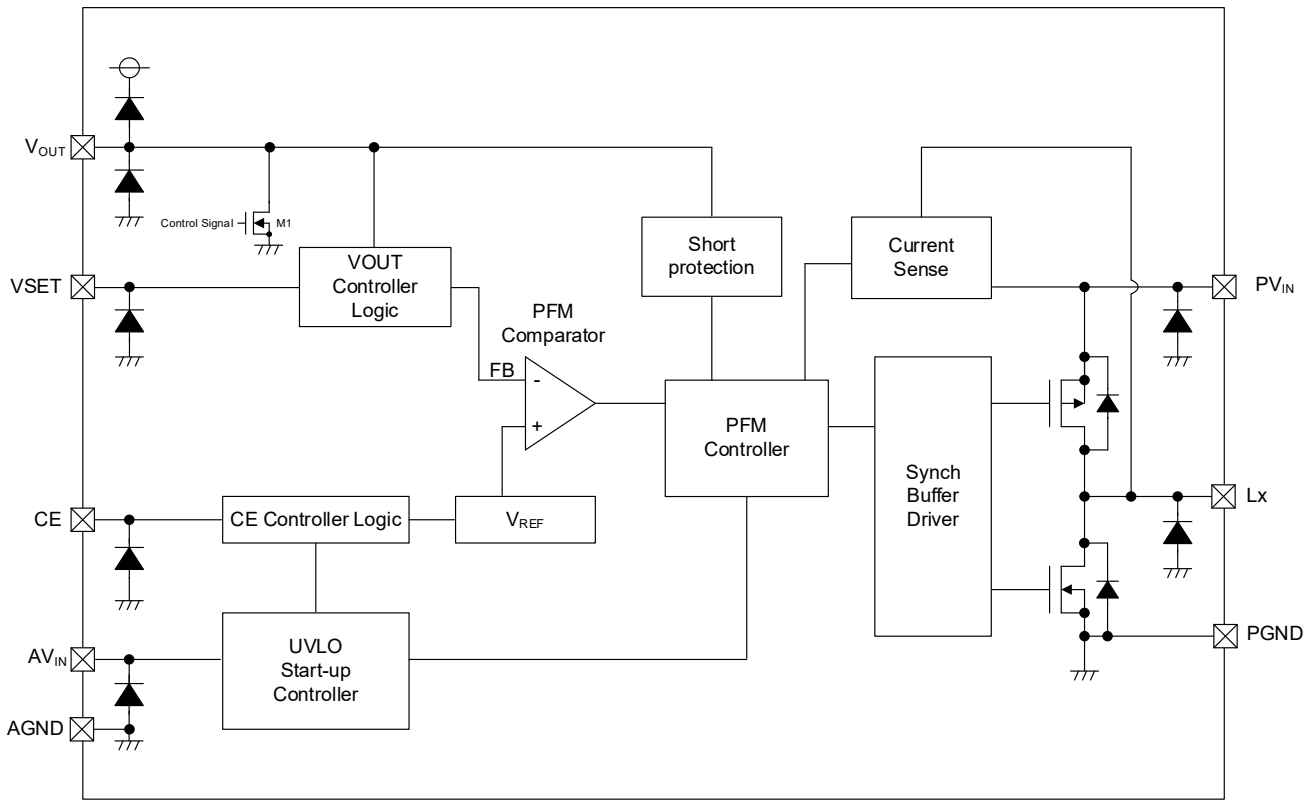 VOUT
Control Signal
M1
VSET
VOUT
Controller
Logic
Short
protection
Current
Sense
PVIN
PFM
Comparator
FB
-
+
PFM
Controller
Synch
Buffer
Driver
Lx
CE
CE Controller Logic
VREF
AVIN
UVLO
Start-up
Controller
PGND
AGND